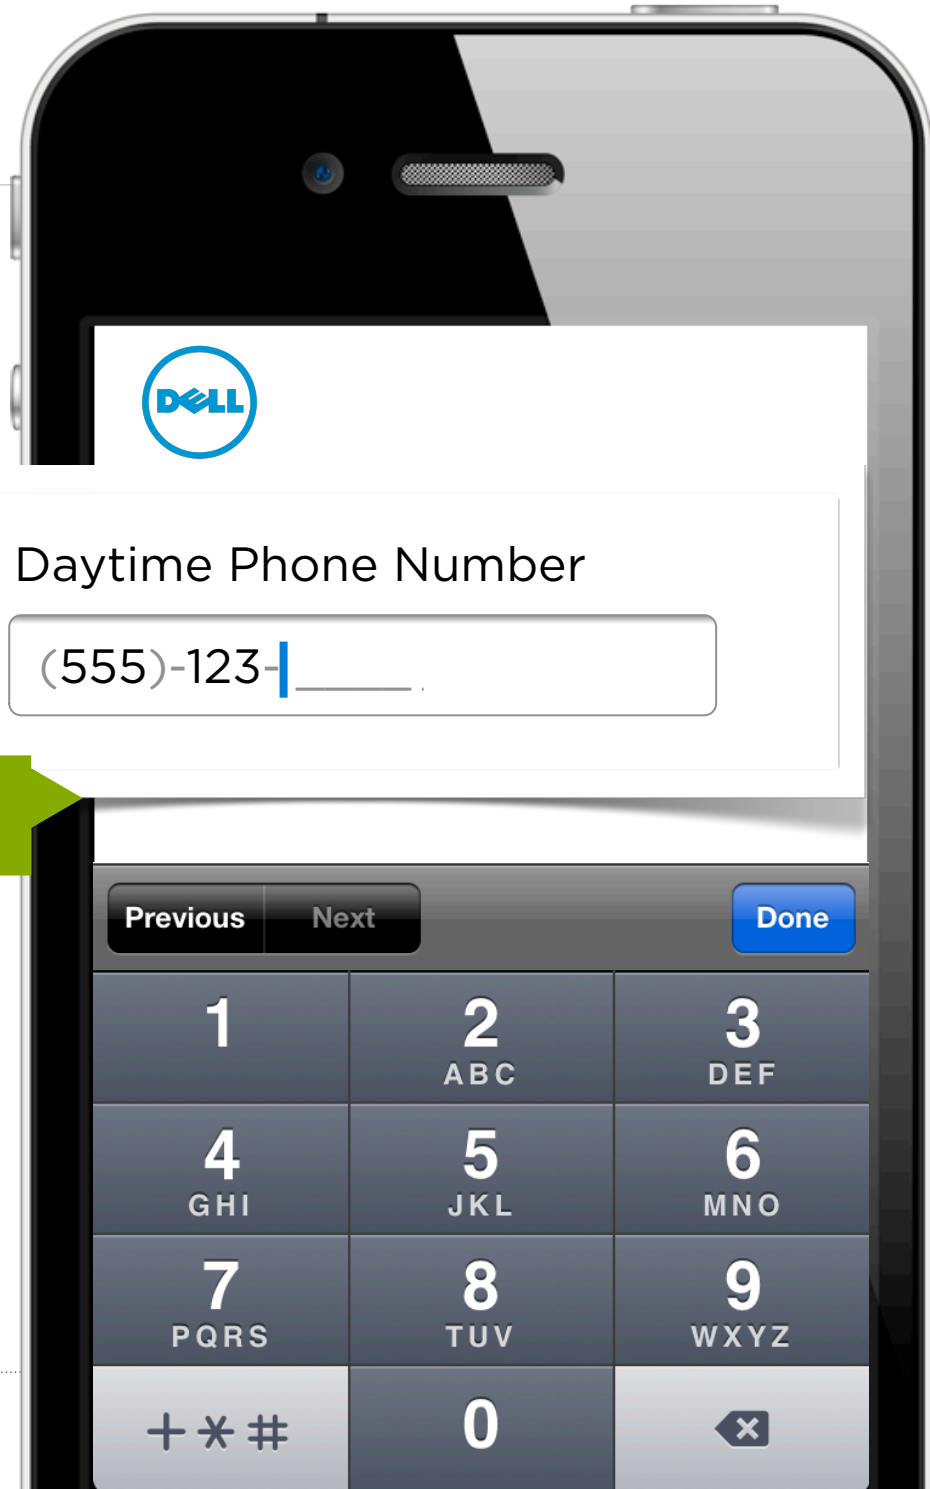 DELL
Daytime Phone Number
(555)-123-_____.
Previous Next Done
1 2 3
ABC DEF
4 5 6
GHI JKL MNO
7 8 9
PQRS TUV WXYZ
+*# 0